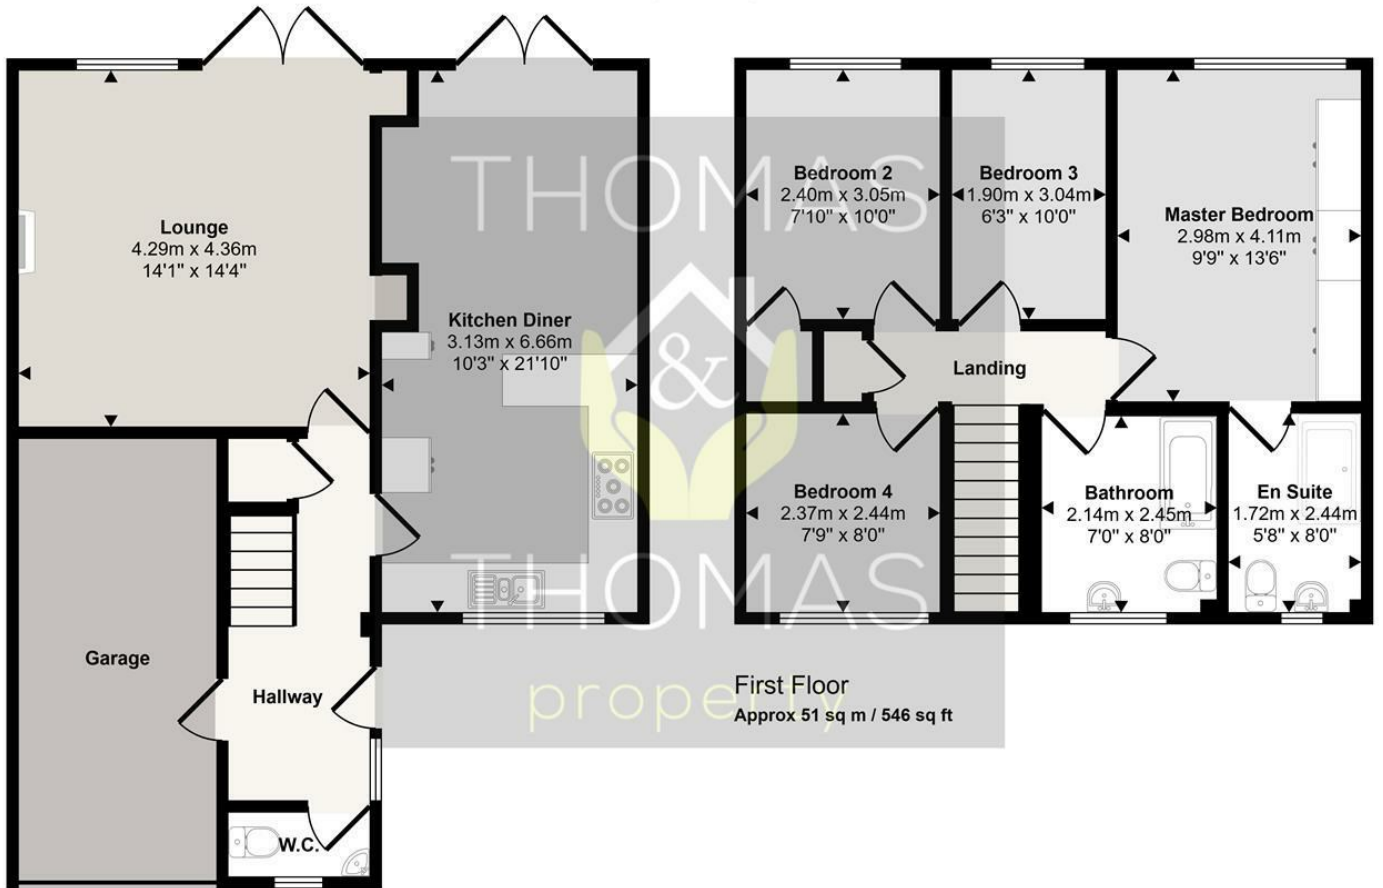 Lounge
4.29m x 4.36m
14'1" x 14'4"
Kitchen Diner
3.13m x 6.66m
10'3" x 21'10"
Garage
Hallway
W.C.
Bedroom 2
2.40m x 3.05m
7'10" x 10'0"
Bedroom 3
1.90m x 3.04m
6'3" x 10'0"
Master Bedroom
2.98m x 4.11m
9'9" x 13'6"
Landing
Bedroom 4
2.37m x 2.44m
7'9" x 8'0"
Bathroom
2.14m x 2.45m
7'0" x 8'0"
En Suite
1.72m x 2.44m
5'8" x 8'0"
First Floor
Approx 51 sq m / 546 sq ft
THOMAS
&
THOMAS
property